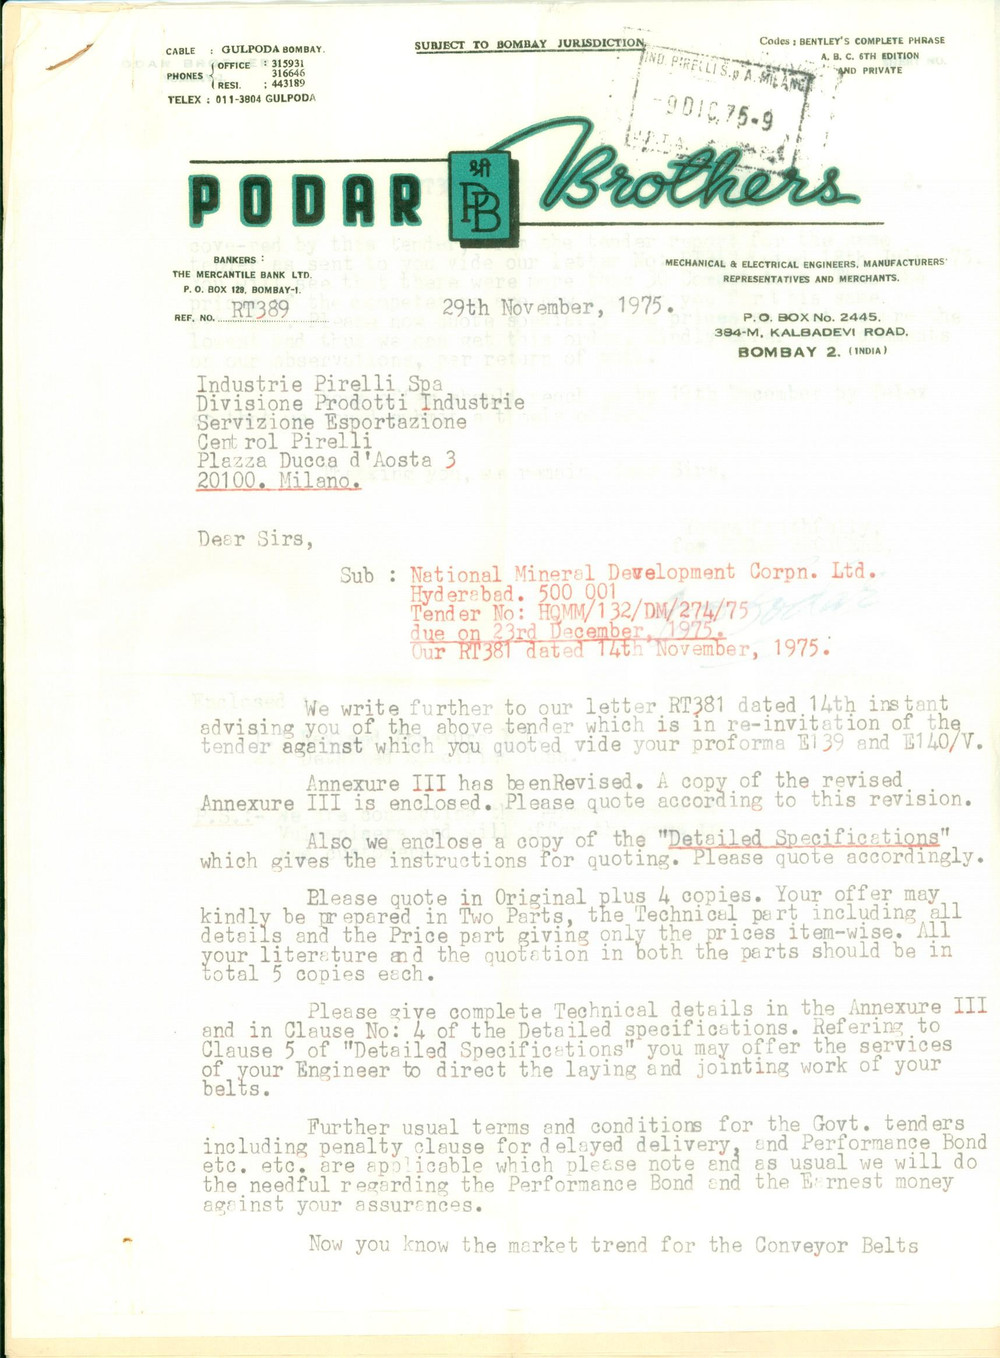 CABLE : GULPODA BOMBAY.
PHONES { OFFICE : 315931
316646
RESI. : 443189
TELEX : 011-3804 GULPODA
SUBJECT TO BOMBAY JURISDICTION
Codes : BENTLEY'S COMPLETE PHRASE
A. B. C. 6TH EDITION
AND PRIVATE
IND. PIRELLI S.p.A. MILANO
-9 DIC. 75-9
PODAR श्री PB Brothers
BANKERS :
THE MERCANTILE BANK LTD.
P. O. BOX 128, BOMBAY-1.
REF. NO. RT389
29th November, 1975.
MECHANICAL & ELECTRICAL ENGINEERS, MANUFACTURERS'
REPRESENTATIVES AND MERCHANTS.
P. O. BOX No. 2445.
384-M, KALBADEVI ROAD.
BOMBAY 2. (INDIA)
Industrie Pirelli Spa
Divisione Prodotti Industrie
Servizione Esportazione
Cent rol Pirelli
Plazza Ducca d'Aosta 3
20100. Milano.
Dear Sirs,
Sub : National Mineral Development Corpn. Ltd.
Hyderabad. 500 001
Tender No: HQMM/132/DM/274/75
due on 23rd December, 1975.
Our RT381 dated 14th November, 1975.
We write further to our letter RT381 dated 14th instant
advising you of the above tender which is in re-invitation of the
tender against which you quoted vide your proforma E139 and E140/V.
Annexure III has beenRevised. A copy of the revised
Annexure III is enclosed. Please quote according to this revision.
Also we enclose a copy of the "Detailed Specifications"
which gives the instructions for quoting. Please quote accordingly.
Please quote in Original plus 4 copies. Your offer may
kindly be prepared in Two Parts, the Technical part including all
details and the Price part giving only the prices item-wise. All
your literature and the quotation in both the parts should be in
total 5 copies each.
Please give complete Technical details in the Annexure III
and in Clause No: 4 of the Detailed specifications. Refering to
Clause 5 of "Detailed Specifications" you may offer the services
of your Engineer to direct the laying and jointing work of your
belts.
Further usual terms and conditions for the Govt. tenders
including penalty clause for delayed delivery, and Performance Bond
etc. etc. are applicable which please note and as usual we will do
the needful regarding the Performance Bond and the Earnest money
against your assurances.
Now you know the market trend for the Conveyor Belts